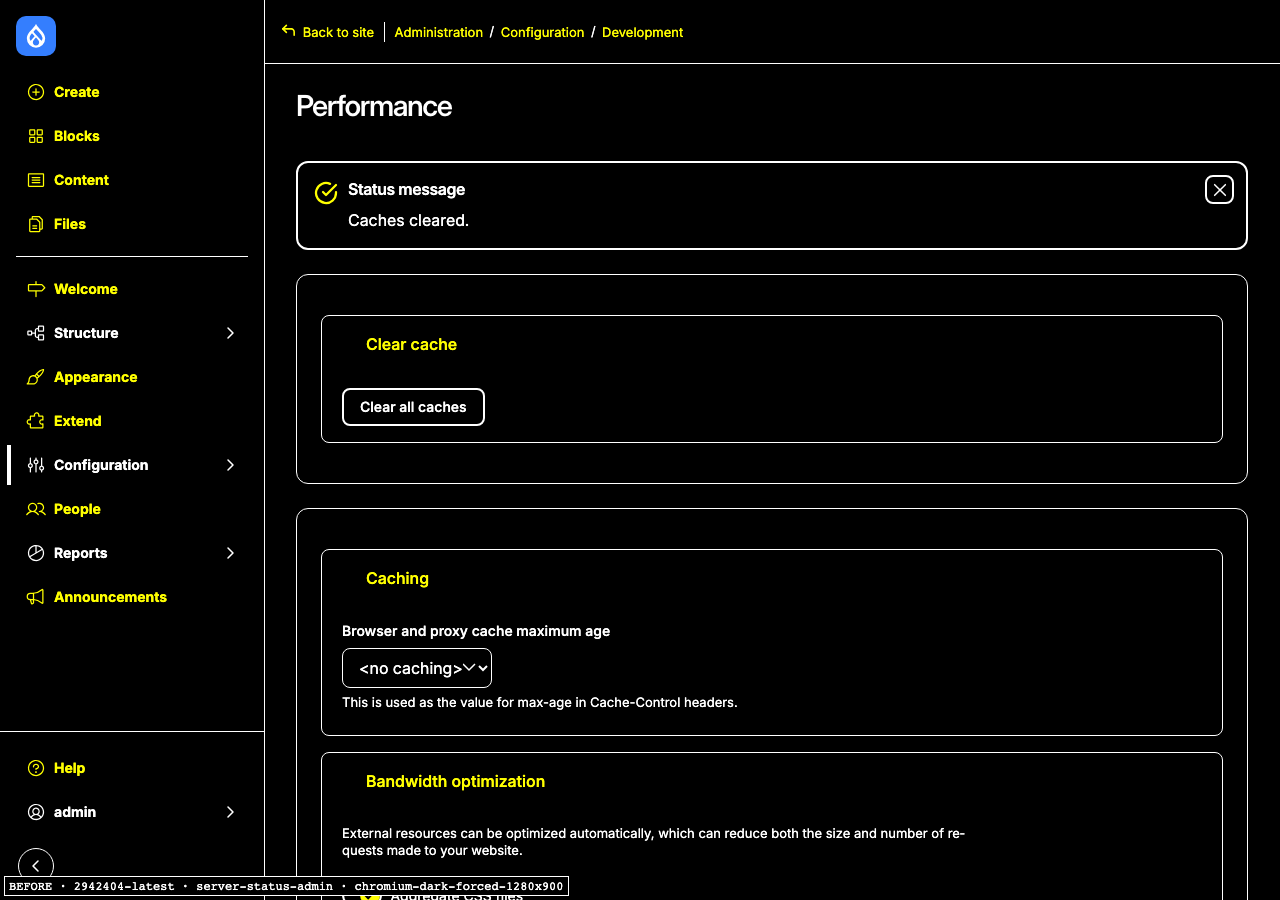 Back to site
Administration / Configuration / Development
Create
Blocks
Content
Files
Welcome
Structure
Appearance
Extend
Configuration
People
Reports
Announcements
Help
admin
Performance
Status message
Caches cleared.
Clear cache
Clear all caches
Caching
Browser and proxy cache maximum age
<no caching>
This is used as the value for max-age in Cache-Control headers.
Bandwidth optimization
External resources can be optimized automatically, which can reduce both the size and number of re-
quests made to your website.
Aggregate CSS files
BEFORE · 2942404-latest · server-status-admin · chromium-dark-forced-1280x900